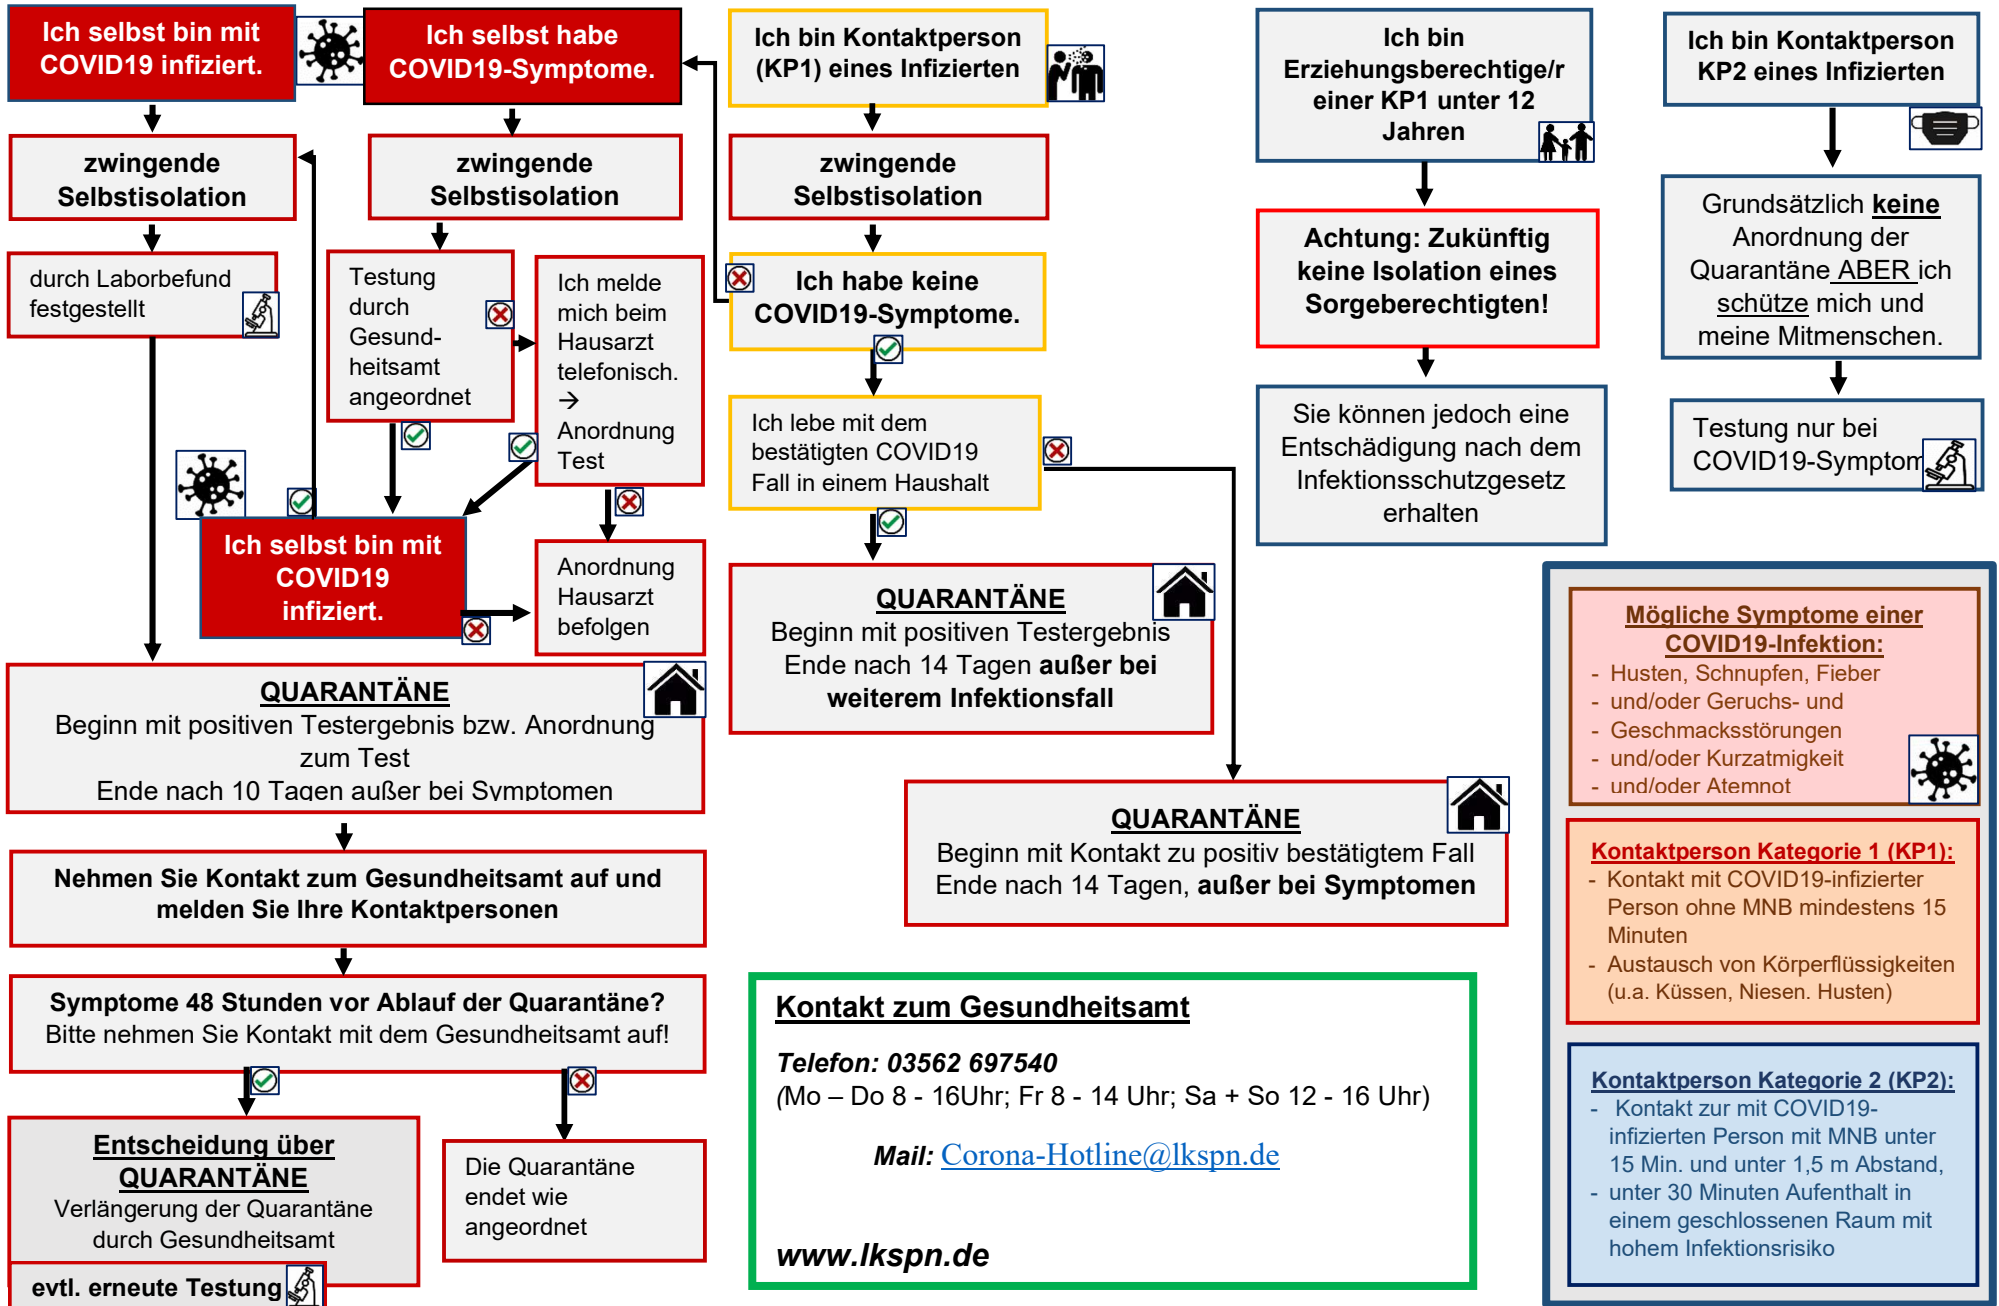 Ich selbst bin mit
COVID19 infiziert.
zwingende
Selbstisolation
durch Laborbefund
festgestellt
Ich selbst habe
COVID19-Symptome.
zwingende
Selbstisolation
Testung
durch
Gesund-
heitsamt
angeordnet
Ich melde
mich beim
Hausarzt
telefonisch.
→
Anordnung
Test
Ich selbst bin mit
COVID19
infiziert.
Anordnung
Hausarzt
befolgen
QUARANTÄNE
Beginn mit positiven Testergebnis bzw. Anordnung
zum Test
Ende nach 10 Tagen außer bei Symptomen
Nehmen Sie Kontakt zum Gesundheitsamt auf und
melden Sie Ihre Kontaktpersonen
Symptome 48 Stunden vor Ablauf der Quarantäne?
Bitte nehmen Sie Kontakt mit dem Gesundheitsamt auf!
Entscheidung über
QUARANTÄNE
Verlängerung der Quarantäne
durch Gesundheitsamt
evtl. erneute Testung
Die Quarantäne
endet wie
angeordnet
Ich bin Kontaktperson
(KP1) eines Infizierten
zwingende
Selbstisolation
Ich habe keine
COVID19-Symptome.
Ich lebe mit dem
bestätigten COVID19
Fall in einem Haushalt
QUARANTÄNE
Beginn mit positiven Testergebnis
Ende nach 14 Tagen außer bei
weiterem Infektionsfall
QUARANTÄNE
Beginn mit Kontakt zu positiv bestätigtem Fall
Ende nach 14 Tagen, außer bei Symptomen
Ich bin
Erziehungsberechtige/r
einer KP1 unter 12
Jahren
Achtung: Zukünftig
keine Isolation eines
Sorgeberechtigten!
Sie können jedoch eine
Entschädigung nach dem
Infektionsschutzgesetz
erhalten
Ich bin Kontaktperson
KP2 eines Infizierten
Grundsätzlich keine
Anordnung der
Quarantäne ABER ich
schütze mich und
meine Mitmenschen.
Testung nur bei
COVID19-Symptom
Kontakt zum Gesundheitsamt
Telefon: 03562 697540
(Mo – Do 8 - 16Uhr; Fr 8 - 14 Uhr; Sa + So 12 - 16 Uhr)
Mail: Corona-Hotline@lkspn.de
www.lkspn.de
Mögliche Symptome einer
COVID19-Infektion:
- Husten, Schnupfen, Fieber
- und/oder Geruchs- und
- Geschmacksstörungen
- und/oder Kurzatmigkeit
- und/oder Atemnot
Kontaktperson Kategorie 1 (KP1):
- Kontakt mit COVID19-infizierter
Person ohne MNB mindestens 15
Minuten
- Austausch von Körperflüssigkeiten
(u.a. Küssen, Niesen. Husten)
Kontaktperson Kategorie 2 (KP2):
- Kontakt zur mit COVID19-
infizierten Person mit MNB unter
15 Min. und unter 1,5 m Abstand,
- unter 30 Minuten Aufenthalt in
einem geschlossenen Raum mit
hohem Infektionsrisiko